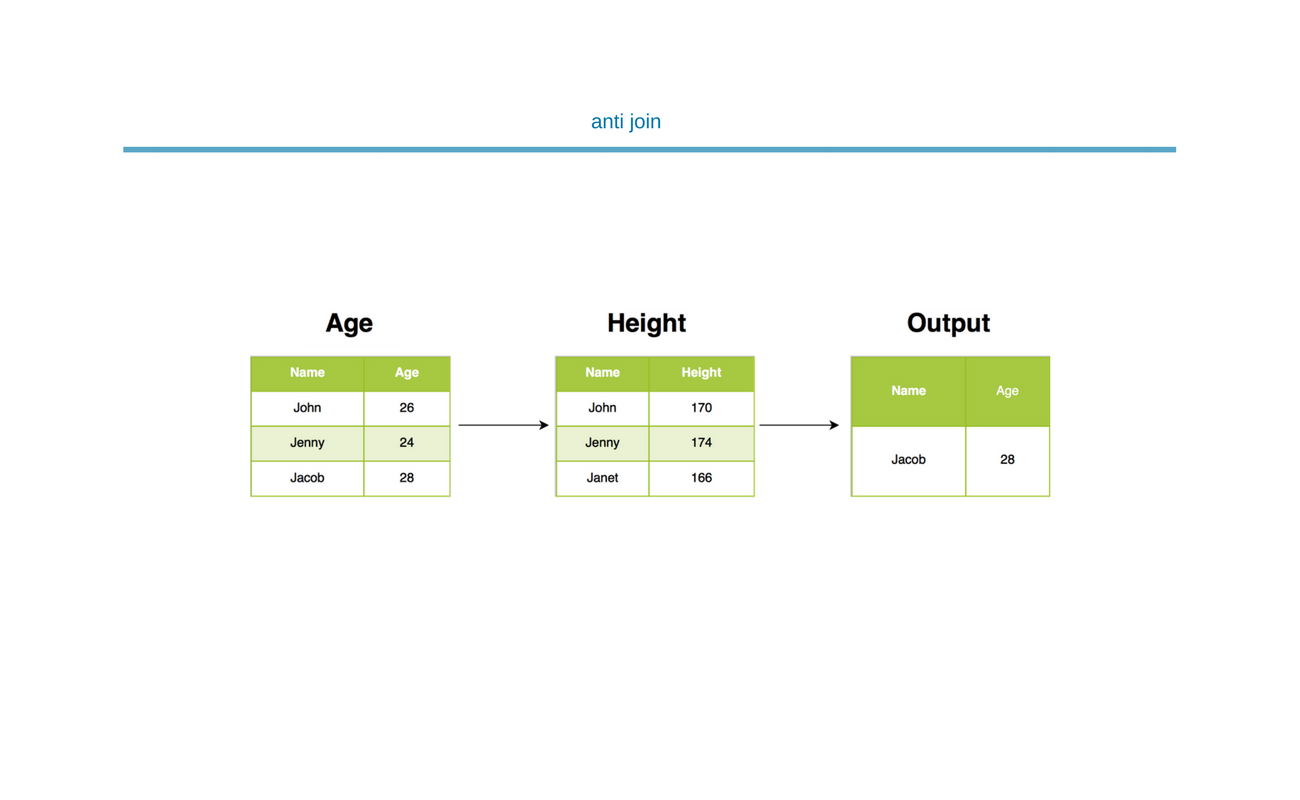 anti join
Age Height Output
Name Age Name Height
Name Age
John 26 John 170
Jenny 24 Jenny 174
Jacob 28
Jacob 28 Janet 166